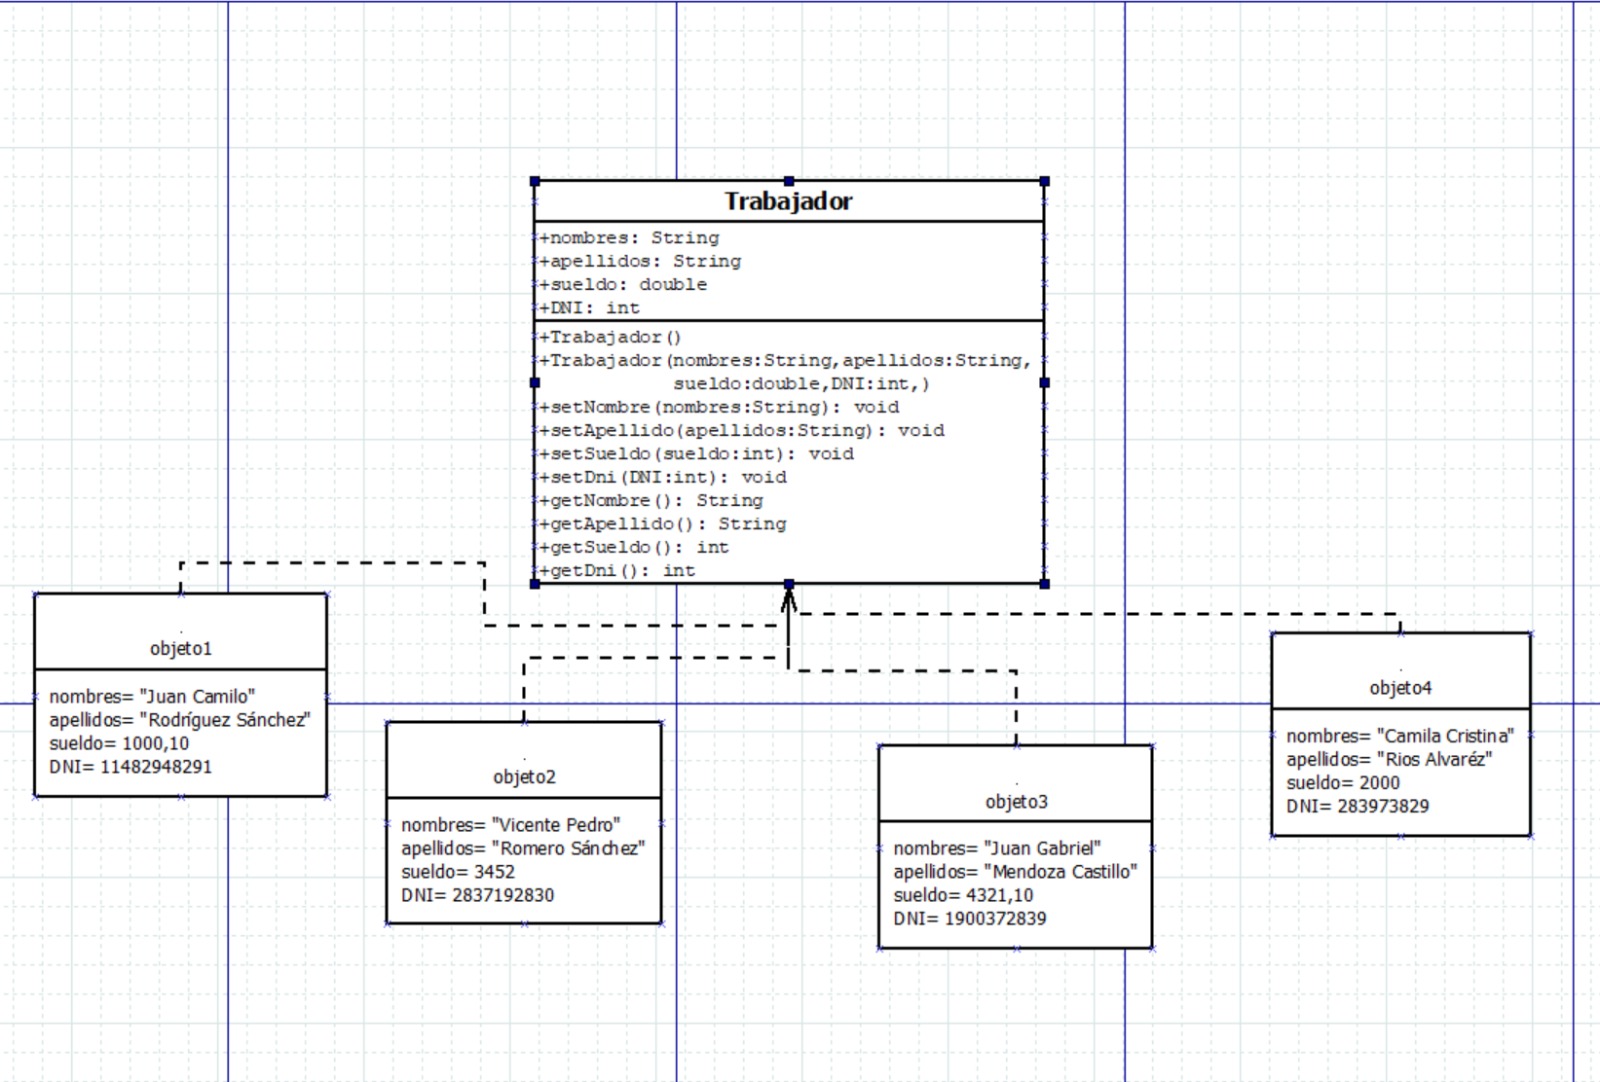 Trabajador
+nombres: String
+apellidos: String
+sueldo: double
+DNI: int
+Trabajador()
+Trabajador(nombres:String,apellidos:String,
sueldo:double,DNI:int,)
+setNombre(nombres:String): void
+setApellido(apellidos:String): void
+setSueldo(sueldo:int): void
+setDni(DNI:int): void
+getNombre(): String
+getApellido(): String
+getSueldo(): int
+getDni(): int
objeto1
nombres= "Juan Camilo"
apellidos= "Rodríguez Sánchez"
sueldo= 1000,10
DNI= 11482948291
objeto2
nombres= "Vicente Pedro"
apellidos= "Romero Sánchez"
sueldo= 3452
DNI= 2837192830
objeto3
nombres= "Juan Gabriel"
apellidos= "Mendoza Castillo"
sueldo= 4321,10
DNI= 1900372839
objeto4
nombres= "Camila Cristina"
apellidos= "Rios Alvaréz"
sueldo= 2000
DNI= 283973829